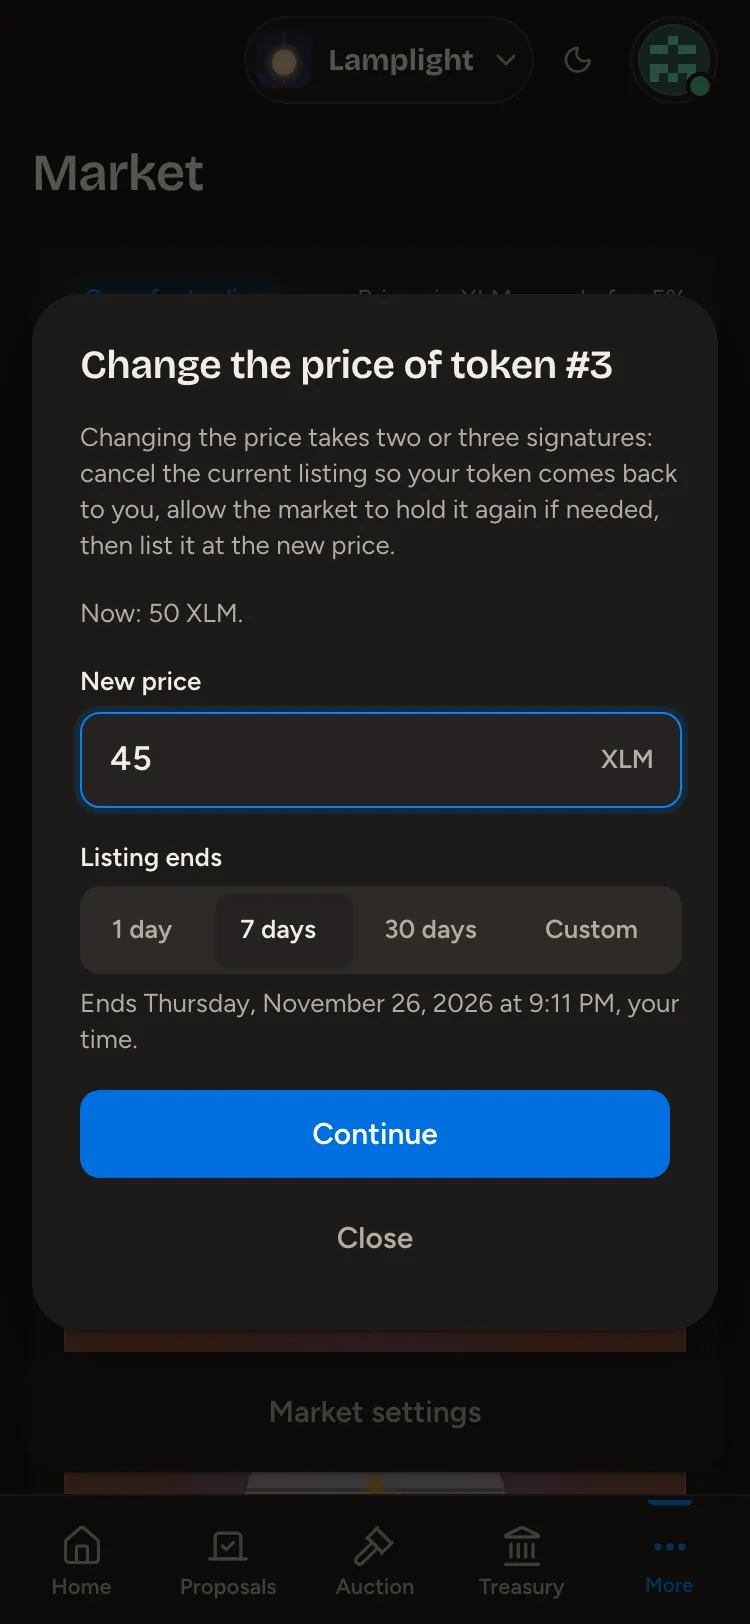 Lamplight
Market
Change the price of token #3
Changing the price takes two or three signatures:
cancel the current listing so your token comes back
to you, allow the market to hold it again if needed,
then list it at the new price.
Now: 50 XLM.
New price
45 XLM
Listing ends
1 day 7 days 30 days Custom
Ends Thursday, November 26, 2026 at 9:11 PM, your
time.
Continue
Close
Market settings
Home Proposals Auction Treasury More